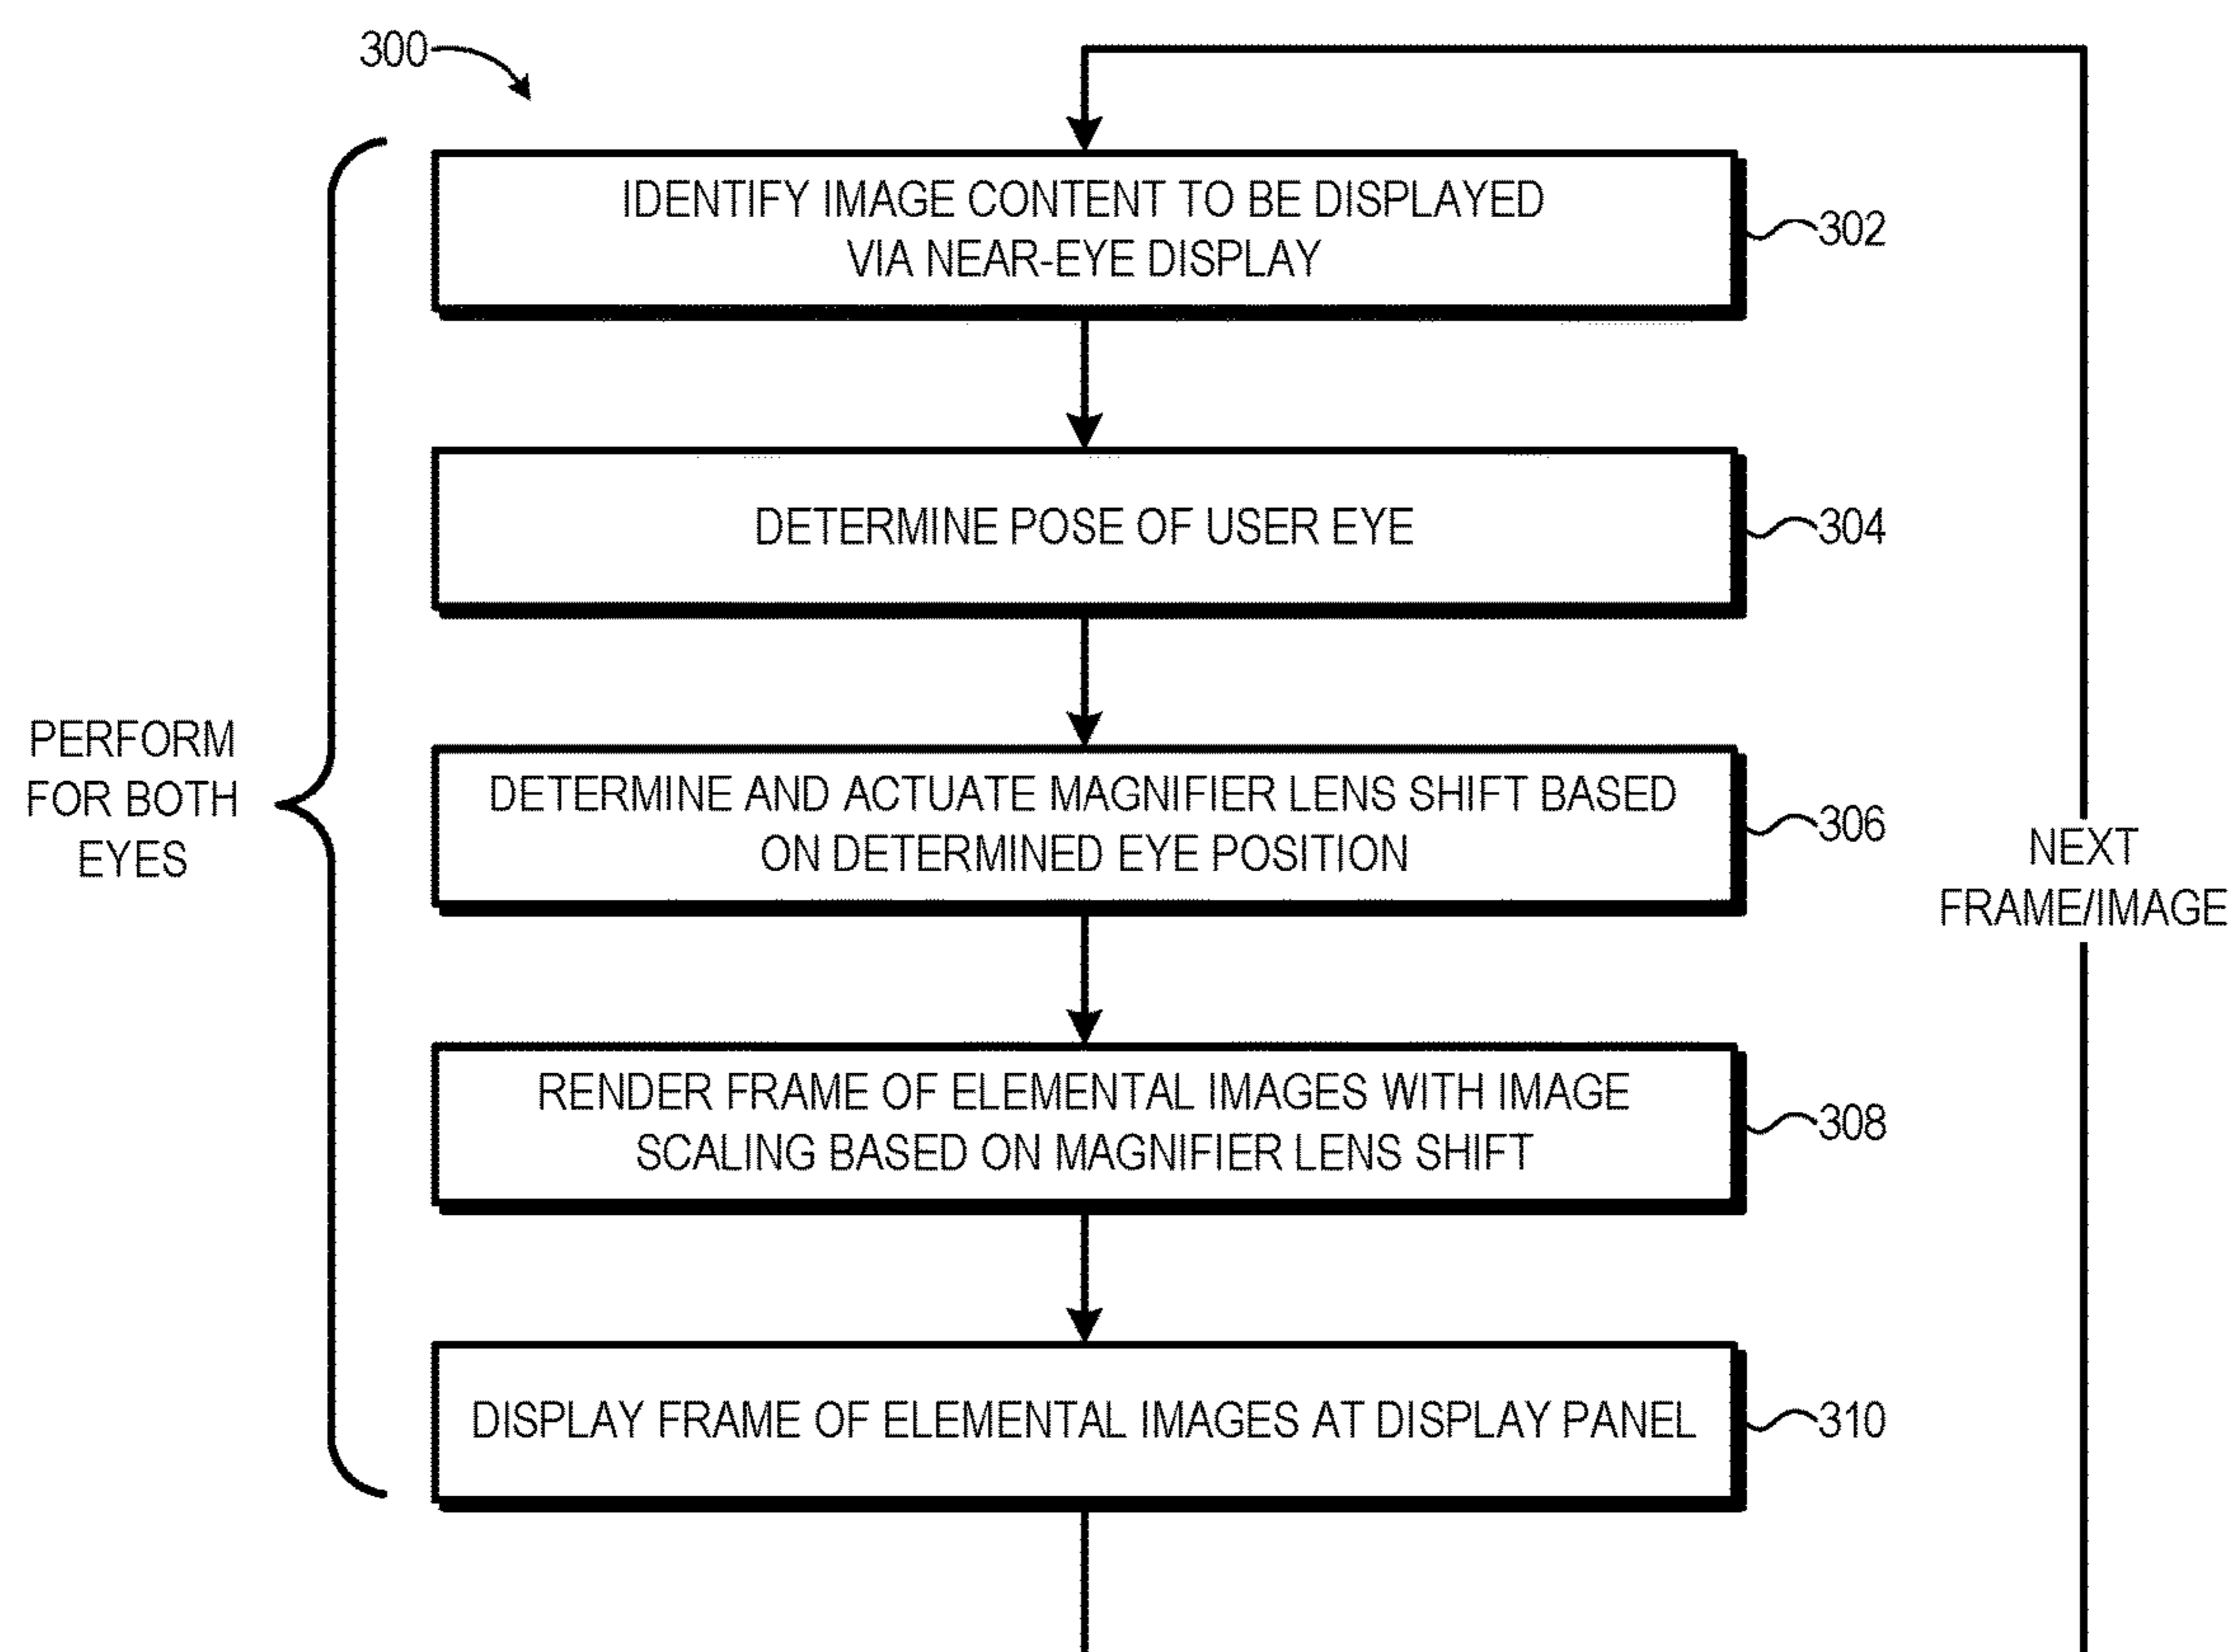 300
IDENTIFY IMAGE CONTENT TO BE DISPLAYED
VIA NEAR-EYE DISPLAY
302
DETERMINE POSE OF USER EYE
304
PERFORM
FOR BOTH
EYES
DETERMINE AND ACTUATE MAGNIFIER LENS SHIFT BASED
ON DETERMINED EYE POSITION
306
NEXT
FRAME/IMAGE
RENDER FRAME OF ELEMENTAL IMAGES WITH IMAGE
SCALING BASED ON MAGNIFIER LENS SHIFT
308
DISPLAY FRAME OF ELEMENTAL IMAGES AT DISPLAY PANEL
310